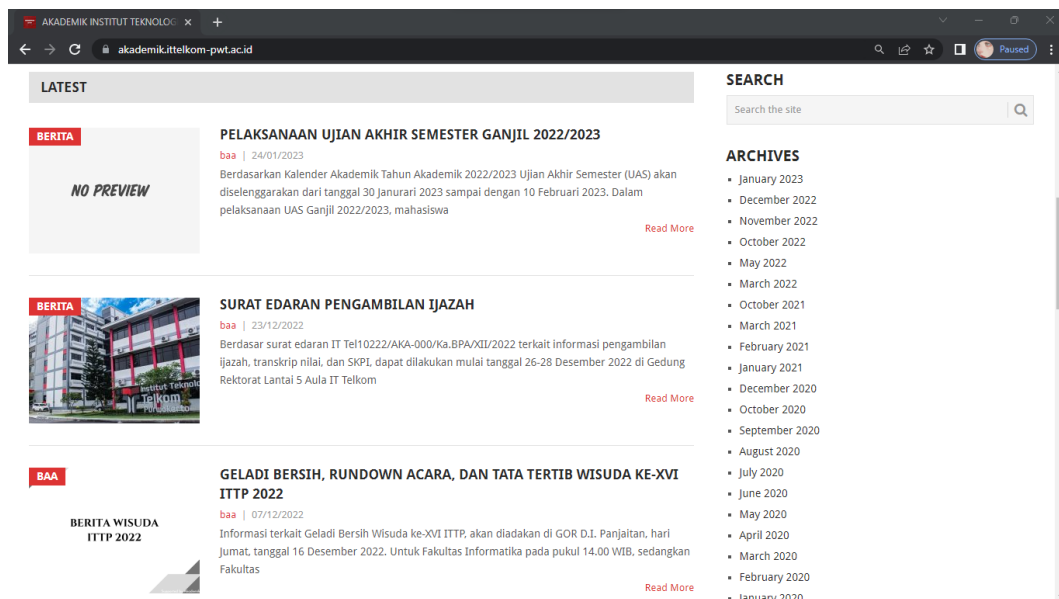 AKADEMIK INSTITUT TEKNOLOG
akademik.ittelkom-pwt.ac.id
Paused
LATEST
BERITA
NO PREVIEW
PELAKSANAAN UJIAN AKHIR SEMESTER GANJIL 2022/2023
baa | 24/01/2023
Berdasarkan Kalender Akademik Tahun Akademik 2022/2023 Ujian Akhir Semester (UAS) akan
diselenggarakan dari tanggal 30 Janurari 2023 sampai dengan 10 Februari 2023. Dalam
pelaksanaan UAS Ganjil 2022/2023, mahasiswa
Read More
BERITA
Institut Teknolo
Telkom
Purwokerto
SURAT EDARAN PENGAMBILAN IJAZAH
baa | 23/12/2022
Berdasar surat edaran IT Tel10222/AKA-000/Ka.BPA/XII/2022 terkait informasi pengambilan
ijazah, transkrip nilai, dan SKPI, dapat dilakukan mulai tanggal 26-28 Desember 2022 di Gedung
Rektorat Lantai 5 Aula IT Telkom
Read More
BAA
BERITA WISUDA
ITTP 2022
GELADI BERSIH, RUNDOWN ACARA, DAN TATA TERTIB WISUDA KE-XVI
ITTP 2022
baa | 07/12/2022
Informasi terkait Geladi Bersih Wisuda ke-XVI ITTP, akan diadakan di GOR D.I. Panjaitan, hari
Jumat, tanggal 16 Desember 2022. Untuk Fakultas Informatika pada pukul 14.00 WIB, sedangkan
Fakultas
Read More
SEARCH
Search the site
ARCHIVES
January 2023
December 2022
November 2022
October 2022
May 2022
March 2022
October 2021
March 2021
February 2021
January 2021
December 2020
October 2020
September 2020
August 2020
July 2020
June 2020
May 2020
April 2020
March 2020
February 2020
January 2020